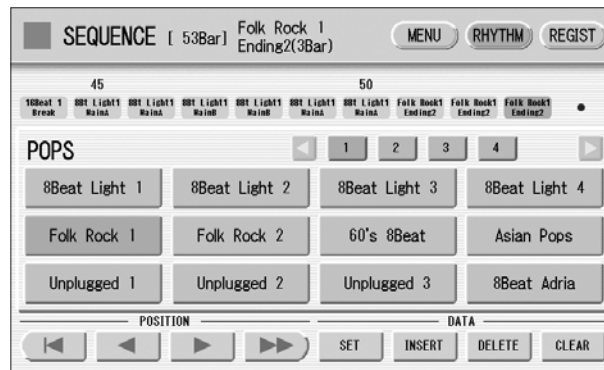 SEQUENCE [ 53Bar] Folk Rock 1
Ending2(3Bar)
MENU RHYTHM REGIST
45 50
16Beat 1 8Bt Light1 8Bt Light1 8Bt Light1 8Bt Light1 8Bt Light1 8Bt Light1 Folk Rock1 Folk Rock1 Folk Rock1
Break MainA MainA MainB MainB MainA MainA Ending2 Ending2 Ending2
POPS 1 2 3 4
8Beat Light 1 8Beat Light 2 8Beat Light 3 8Beat Light 4
Folk Rock 1 Folk Rock 2 60's 8Beat Asian Pops
Unplugged 1 Unplugged 2 Unplugged 3 8Beat Adria
POSITION DATA
SET INSERT DELETE CLEAR